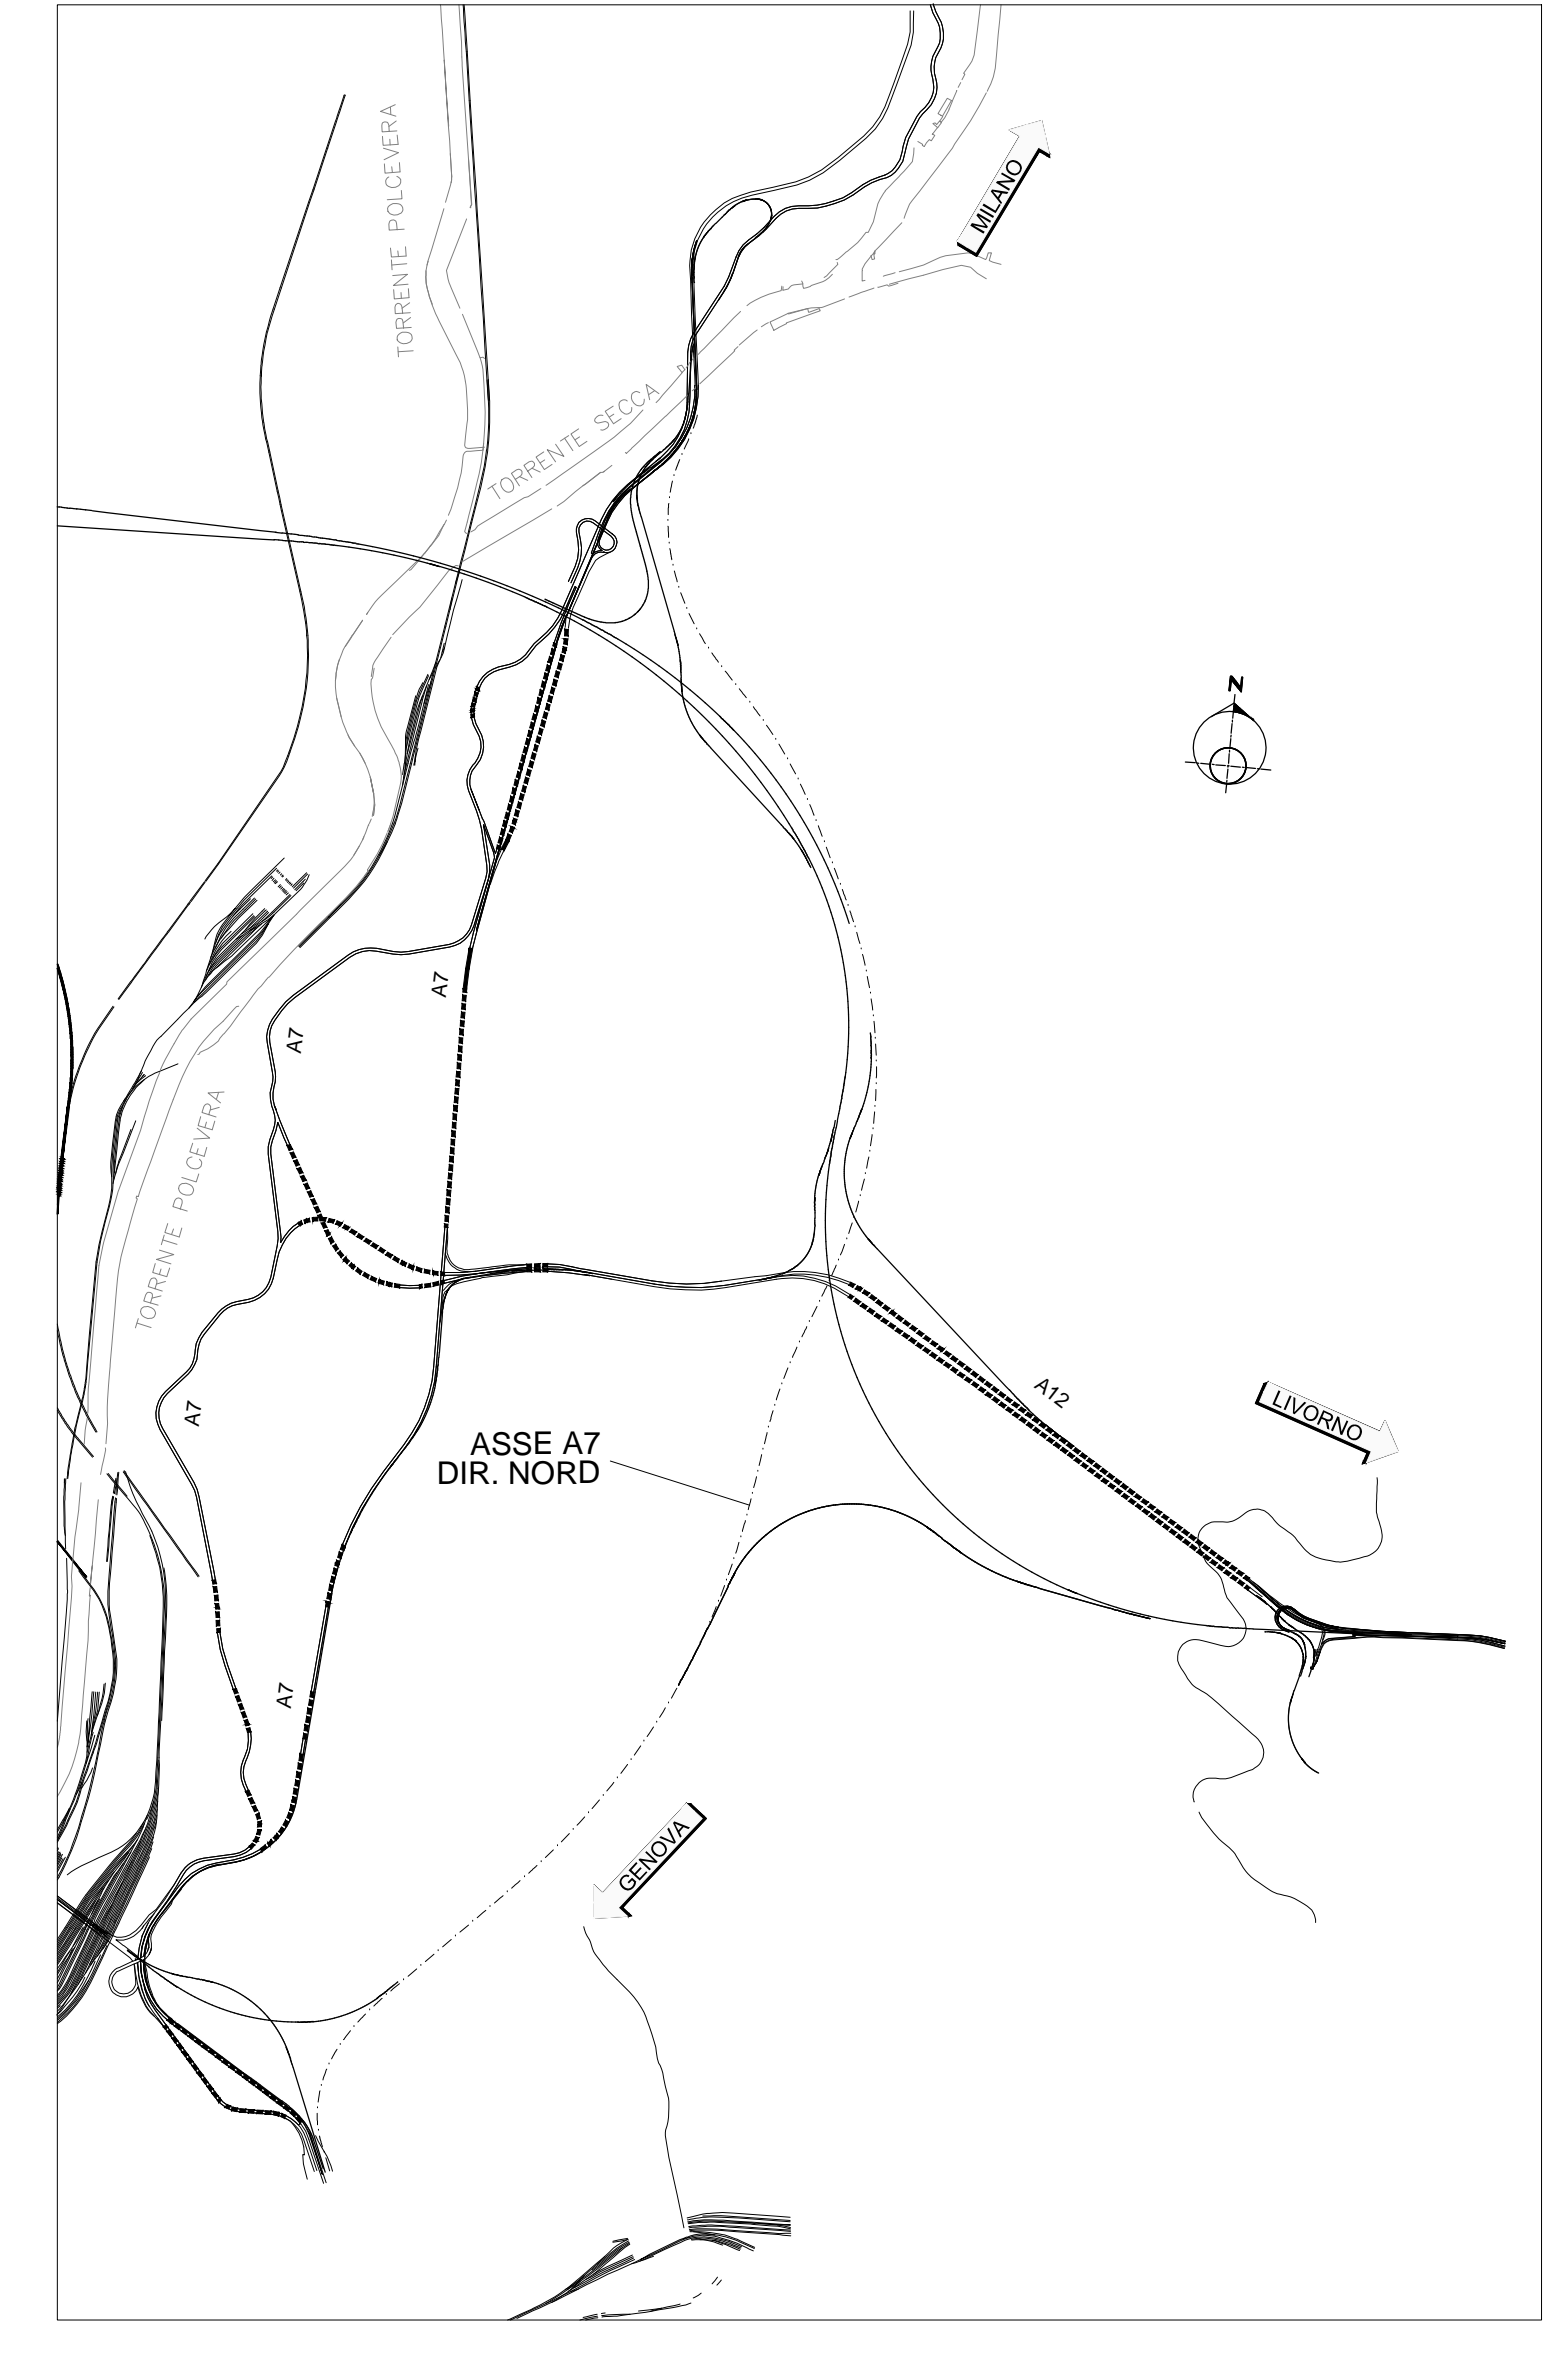 TORRENTE POLCEVERA
MILANO
TORRENTE SECCA
N
A7
A7
TORRENTE POLCEVERA
A12
LIVORNO
A7
ASSE A7
DIR. NORD
A7
GENOVA